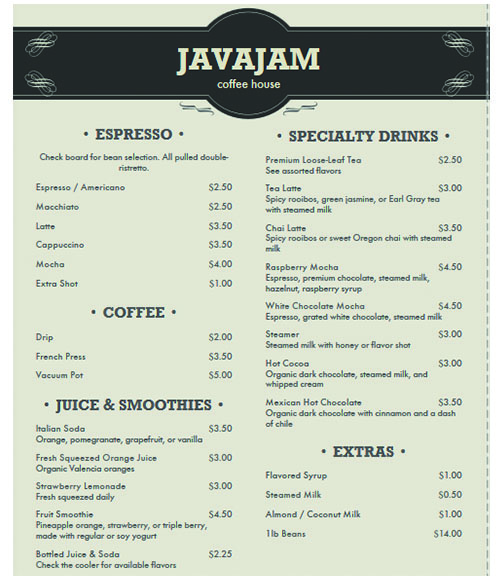 JAVAJAM
coffee house
• ESPRESSO •
Check board for bean selection. All pulled double-
ristretto.
Espresso / Americano $2.50
Macchiato $2.50
Latte $3.50
Cappuccino $3.50
Mocha $4.00
Extra Shot $1.00
• COFFEE •
Drip $2.00
French Press $3.50
Vacuum Pot $5.00
• JUICE & SMOOTHIES •
Italian Soda $3.50
Orange, pomegranate, grapefruit, or vanilla
Fresh Squeezed Orange Juice $3.00
Organic Valencia oranges
Strawberry Lemonade $3.00
Fresh squeezed daily
Fruit Smoothie $4.50
Pineapple orange, strawberry, or triple berry,
made with regular or soy yogurt
Bottled Juice & Soda $2.25
Check the cooler for available flavors
• SPECIALTY DRINKS •
Premium Loose-Leaf Tea $2.50
See assorted flavors
Tea Latte $3.00
Spicy rooibos, green jasmine, or Earl Gray tea
with steamed milk
Chai Latte $3.50
Spicy rooibos or sweet Oregon chai with steamed
milk
Raspberry Mocha $4.50
Espresso, premium chocolate, steamed milk,
hazelnut, raspberry syrup
White Chocolate Mocha $4.50
Espresso, grated white chocolate, steamed milk
Steamer $3.00
Steamed milk with honey or flavor shot
Hot Cocoa $3.00
Organic dark chocolate, steamed milk, and
whipped cream
Mexican Hot Chocolate $3.50
Organic dark chocolate with cinnamon and a dash
of chile
• EXTRAS •
Flavored Syrup $1.00
Steamed Milk $0.50
Almond / Coconut Milk $1.00
1lb Beans $14.00